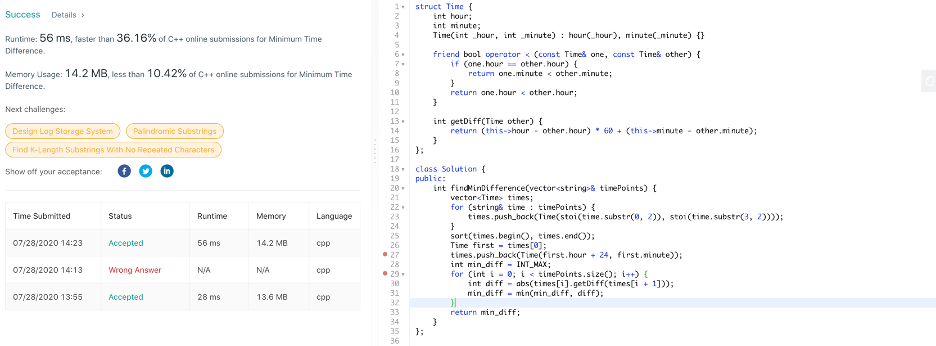 Success Details >
Runtime: 56 ms, faster than 36.16% of C++ online submissions for Minimum Time
Difference.
Memory Usage: 14.2 MB, less than 10.42% of C++ online submissions for Minimum Time
Difference.
Next challenges:
Design Log Storage System Palindromic Substrings
Find K-Length Substrings With No Repeated Characters
Show off your acceptance:
Time Submitted Status Runtime Memory Language
07/28/2020 14:23 Accepted 56 ms 14.2 MB cpp
07/28/2020 14:13 Wrong Answer N/A N/A cpp
07/28/2020 13:55 Accepted 28 ms 13.6 MB cpp
1 struct Time {
2 int hour;
3 int minute;
4 Time(int _hour, int _minute) : hour(_hour), minute(_minute) {}
5
6 friend bool operator < (const Time& one, const Time& other) {
7 if (one.hour == other.hour) {
8 return one.minute < other.minute;
9 }
10 return one.hour < other.hour;
11 }
12
13 int getDiff(Time other) {
14 return (this->hour - other.hour) * 60 + (this->minute - other.minute);
15 }
16 };
17
18 class Solution {
19 public:
20 int findMinDifference(vector<string>& timePoints) {
21 vector<Time> times;
22 for (string& time : timePoints) {
23 times.push_back(Time(stoi(time.substr(0, 2)), stoi(time.substr(3, 2))));
24 }
25 sort(times.begin(), times.end());
26 Time first = times[0];
27 times.push_back(Time(first.hour + 24, first.minute));
28 int min_diff = INT_MAX;
29 for (int i = 0; i < timePoints.size(); i++) {
30 int diff = abs(times[i].getDiff(times[i + 1]));
31 min_diff = min(min_diff, diff);
32 }
33 return min_diff;
34 }
35 };
36